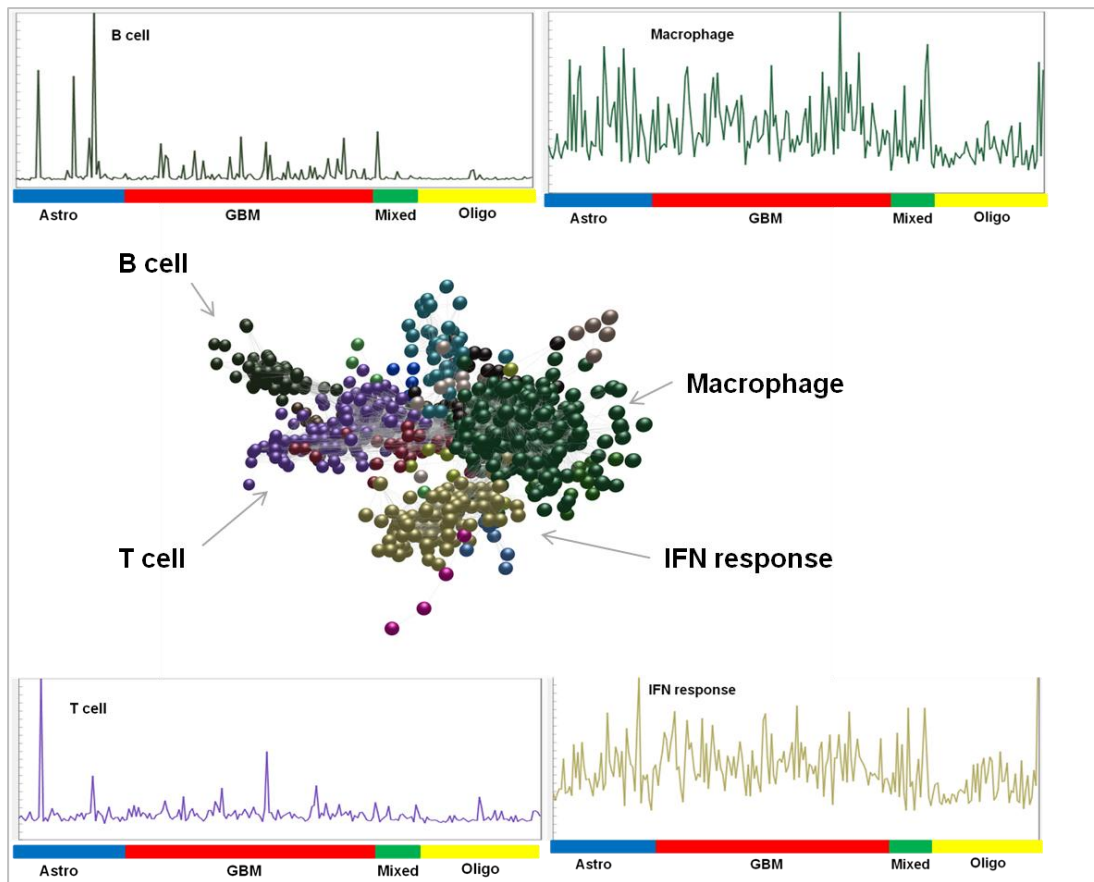 B cell
Macrophage
Astro GBM Mixed Oligo
Astro GBM Mixed Oligo
B cell
Macrophage
T cell
IFN response
T cell
IFN response
Astro GBM Mixed Oligo
Astro GBM Mixed Oligo